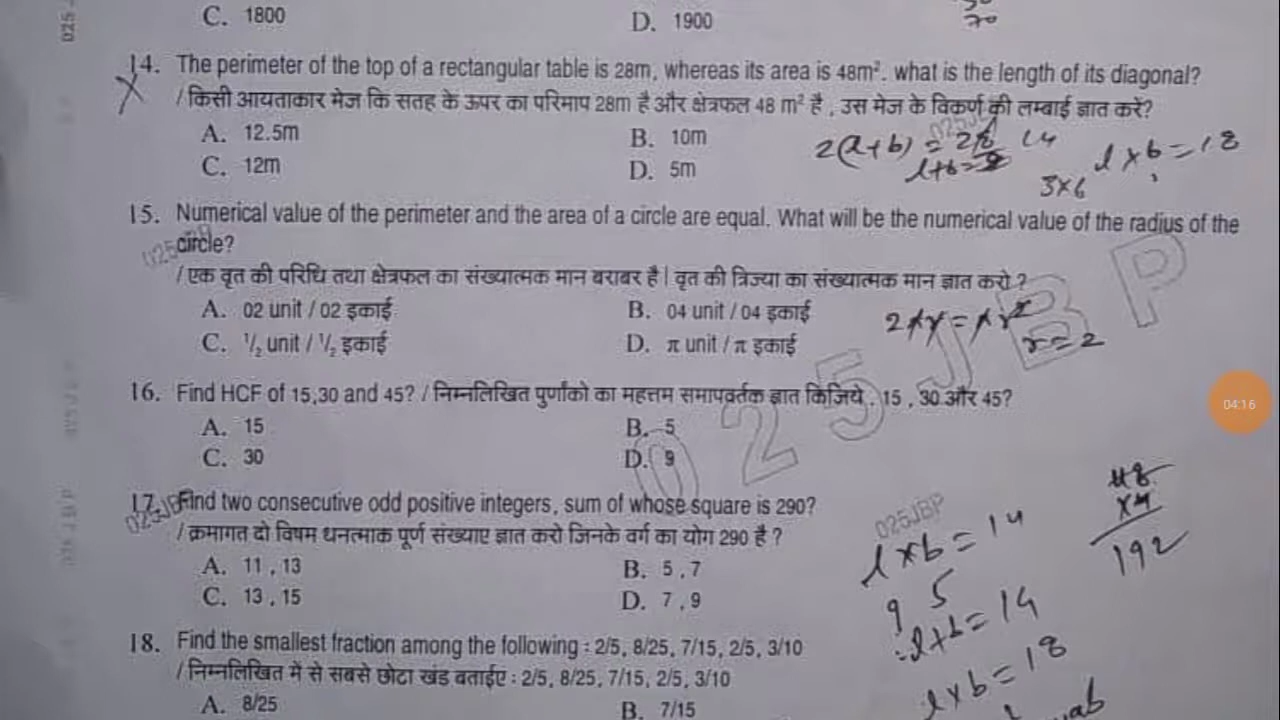 C. 1800
D. 1900
70
14. The perimeter of the top of a rectangular table is 28m, whereas its area is 48m². what is the length of its diagonal?
/ किसी आयताकार मेज कि सतह के ऊपर का परिमाप 28m है और क्षेत्रफल 48 m² है , उस मेज के विकर्ण की लम्बाई ज्ञात करें?
A. 12.5m
B. 10m
C. 12m
D. 5m
l+b=
l×b=18
3×6
15. Numerical value of the perimeter and the area of a circle are equal. What will be the numerical value of the radius of the
circle?
/ एक वृत की परिधि तथा क्षेत्रफल का संख्यात्मक मान बराबर है | वृत की त्रिज्या का संख्यात्मक मान ज्ञात करो ?
A. 02 unit / 02 इकाई
B. 04 unit / 04 इकाई
C. ½ unit / ½ इकाई
D. π unit / π इकाई
r=2
16. Find HCF of 15,30 and 45? / निम्नलिखित पुर्णांको का महत्तम समापवर्तक ज्ञात किजिये . 15 , 30 और 45?
A. 15
B. 5
C. 30
D. 9
025JBP
04:16
17. Find two consecutive odd positive integers, sum of whose square is 290?
/ क्रमागत दो विषम धनत्माक पूर्ण संख्याए ज्ञात करो जिनके वर्ग का योग 290 है ?
A. 11 , 13
B. 5 , 7
C. 13 , 15
D. 7 , 9
025JBP
48
×4
192
l×b=14
9 5
l+b=14
l×b=18
18. Find the smallest fraction among the following : 2/5, 8/25, 7/15, 2/5, 3/10
/ निम्नलिखित में से सबसे छोटा खंड बताईए : 2/5, 8/25, 7/15, 2/5, 3/10
A. 8/25
B. 7/15